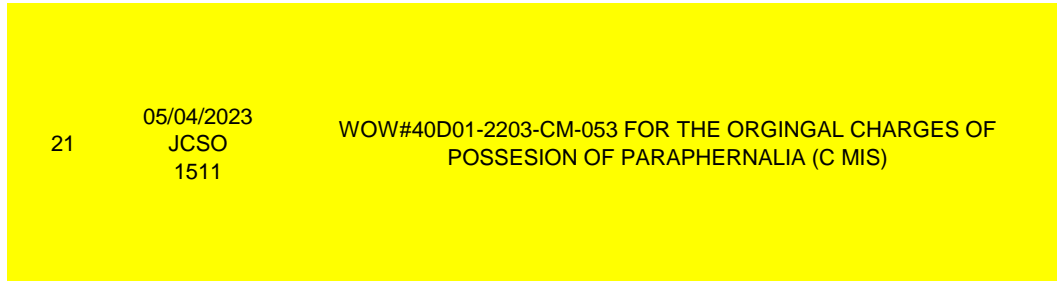 21
05/04/2023
JCSO
1511
WOW#40D01-2203-CM-053 FOR THE ORGINGAL CHARGES OF
POSSESION OF PARAPHERNALIA (C MIS)